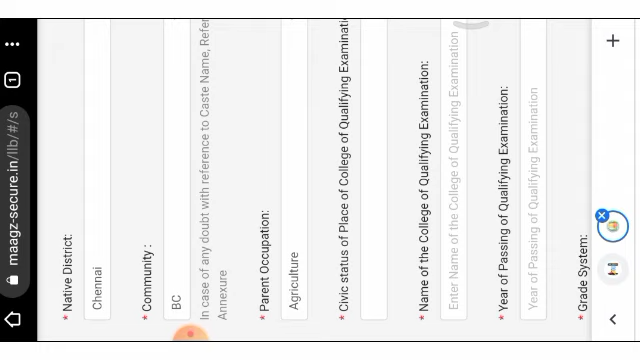 maagz-secure.in/llb/#/s
1
* Native District:
Chennai
* Community :
BC
In case of any doubt with reference to Caste Name, Refer
Annexure
* Parent Occupation:
Agriculture
* Civic status of Place of College of Qualifying Examinati
* Name of the College of Qualifying Examination:
Enter Name of the College of Qualifying Examination
* Year of Passing of Qualifying Examination:
Year of Passing of Qualifying Examination
* Grade System: